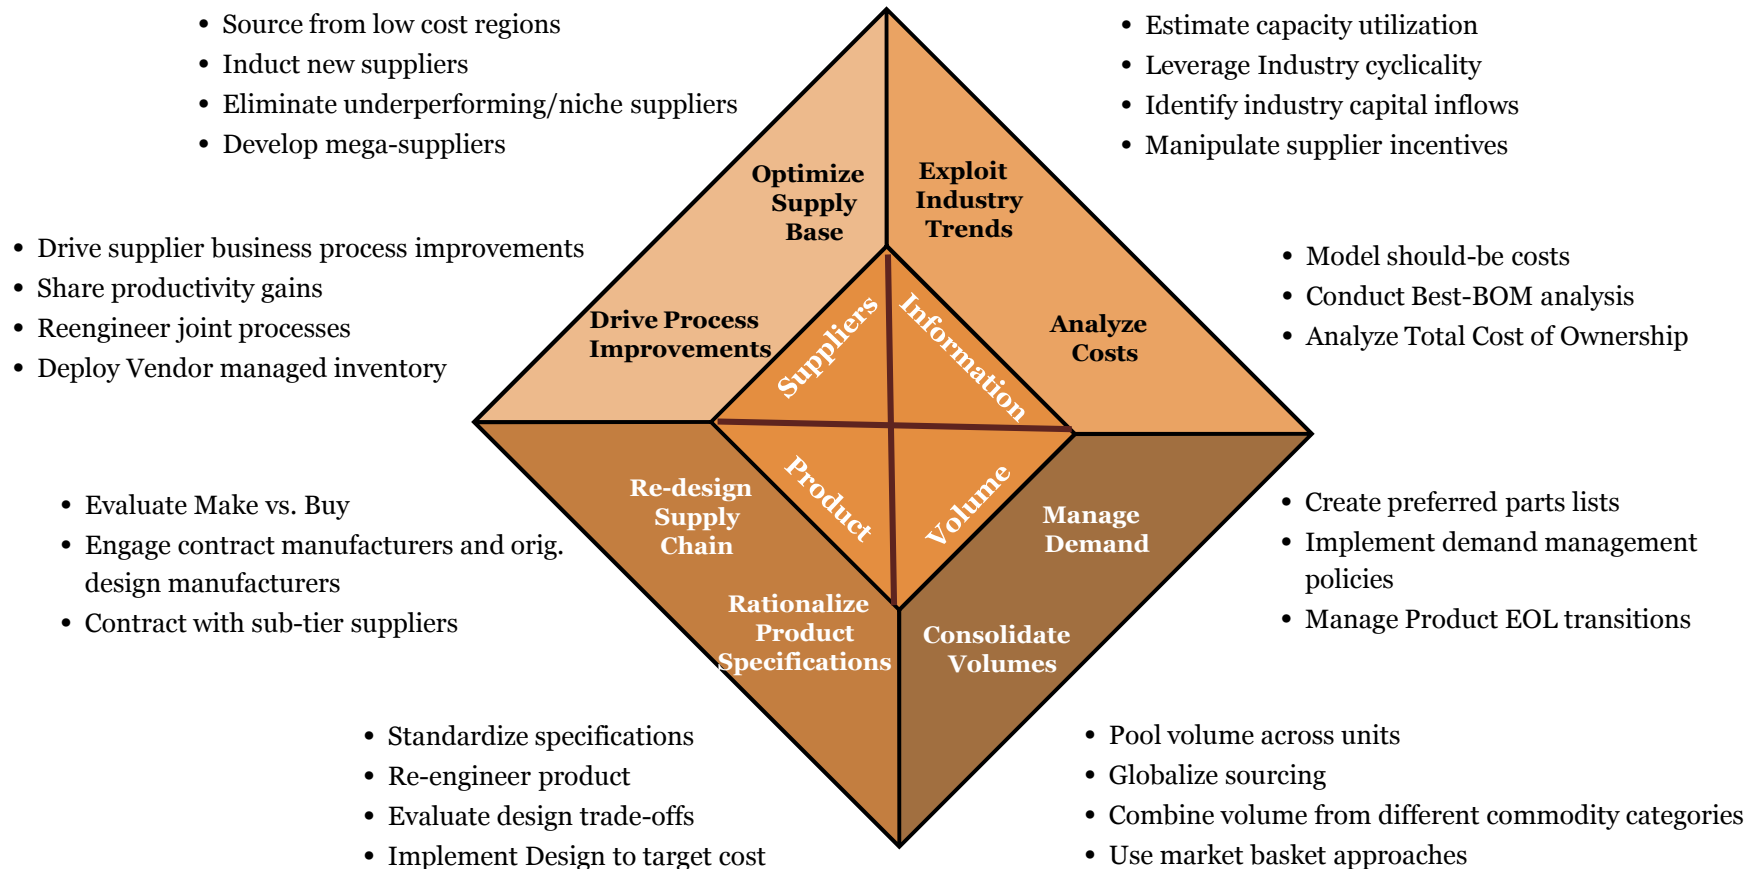 • Source from low cost regions
• Induct new suppliers
• Eliminate underperforming/niche suppliers
• Develop mega-suppliers
• Estimate capacity utilization
• Leverage Industry cyclicality
• Identify industry capital inflows
• Manipulate supplier incentives
Optimize
Supply
Base
Exploit
Industry
Trends
• Drive supplier business process improvements
• Share productivity gains
• Reengineer joint processes
• Deploy Vendor managed inventory
Drive Process
Improvements
Suppliers
Information
Analyze
Costs
• Model should-be costs
• Conduct Best-BOM analysis
• Analyze Total Cost of Ownership
• Evaluate Make vs. Buy
• Engage contract manufacturers and orig.
design manufacturers
• Contract with sub-tier suppliers
Re-design
Supply
Chain
Product
Volume
Manage
Demand
• Create preferred parts lists
• Implement demand management
policies
• Manage Product EOL transitions
Rationalize
Product
Specifications
Consolidate
Volumes
• Standardize specifications
• Re-engineer product
• Evaluate design trade-offs
• Implement Design to target cost
• Pool volume across units
• Globalize sourcing
• Combine volume from different commodity categories
• Use market basket approaches